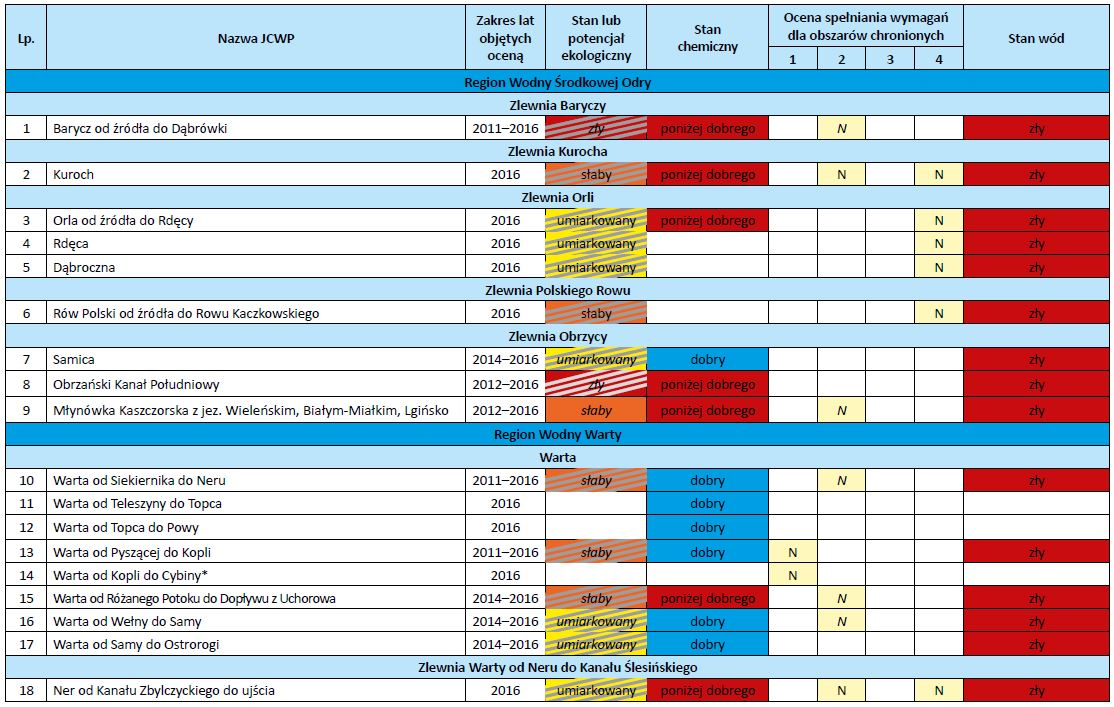 Lp. Nazwa JCWP Zakres lat objętych oceną Stan lub potencjał ekologiczny Stan chemiczny Ocena spełniania wymagań dla obszarów chronionych Stan wód
1 2 3 4
Region Wodny Środkowej Odry
Zlewnia Baryczy
1 Barycz od źródła do Dąbrówki 2011–2016 zły poniżej dobrego N zły
Zlewnia Kurocha
2 Kuroch 2016 słaby poniżej dobrego N N zły
Zlewnia Orli
3 Orla od źródła do Rdęcy 2016 umiarkowany poniżej dobrego N zły
4 Rdęca 2016 umiarkowany N zły
5 Dąbroczna 2016 umiarkowany N zły
Zlewnia Polskiego Rowu
6 Rów Polski od źródła do Rowu Kaczkowskiego 2016 słaby N zły
Zlewnia Obrzycy
7 Samica 2014–2016 umiarkowany dobry zły
8 Obrzański Kanał Południowy 2012–2016 zły poniżej dobrego zły
9 Młynówka Kaszczorska z jez. Wieleńskim, Białym-Miałkim, Lgińsko 2012–2016 słaby poniżej dobrego N zły
Region Wodny Warty
Warta
10 Warta od Siekiernika do Neru 2011–2016 słaby dobry N zły
11 Warta od Teleszyny do Topca 2016 dobry
12 Warta od Topca do Powy 2016 dobry
13 Warta od Pyszącej do Kopli 2011–2016 słaby dobry N zły
14 Warta od Kopli do Cybiny* 2016 N
15 Warta od Różanego Potoku do Dopływu z Uchorowa 2014–2016 słaby poniżej dobrego N zły
16 Warta od Wełny do Samy 2014–2016 umiarkowany dobry N zły
17 Warta od Samy do Ostrorogi 2014–2016 umiarkowany dobry zły
Zlewnia Warty od Neru do Kanału Ślesińskiego
18 Ner od Kanału Zbylczyckiego do ujścia 2016 umiarkowany poniżej dobrego N N zły